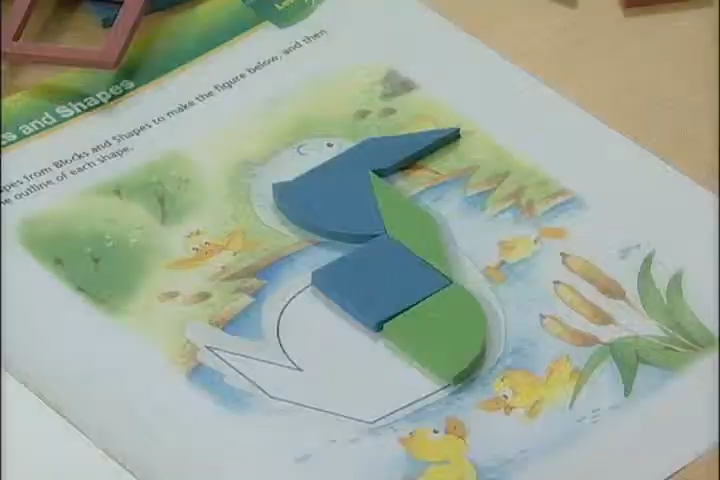 s and Shapes
apes from Blocks and Shapes to make the figure below, and then
e outline of each shape.